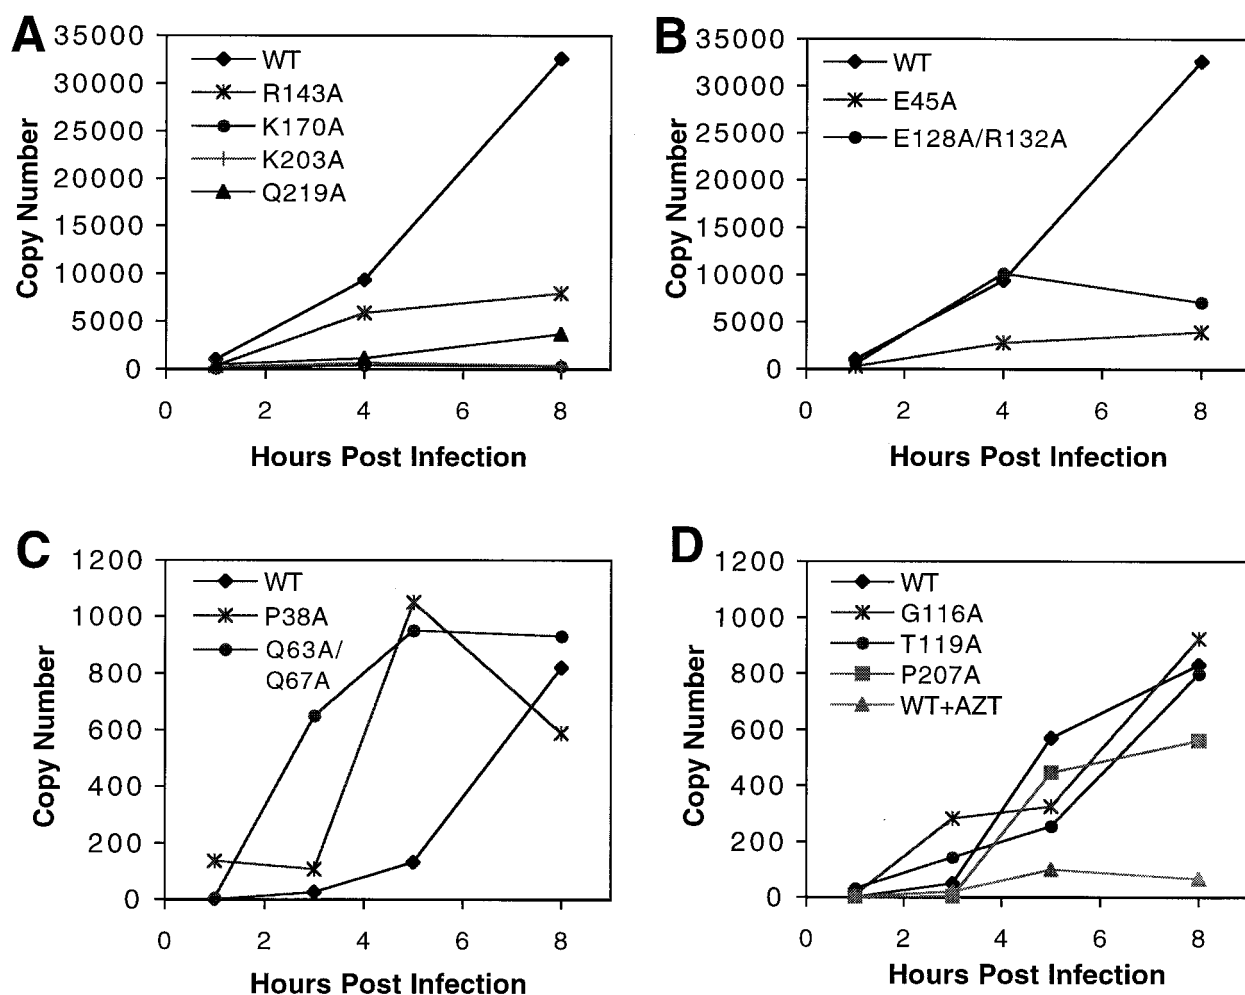 A
35000
30000
25000
20000
15000
10000
5000
0
Copy Number
WT
R143A
K170A
K203A
Q219A
0 2 4 6 8
Hours Post Infection
B
35000
30000
25000
20000
15000
10000
5000
0
Copy Number
WT
E45A
E128A/R132A
0 2 4 6 8
Hours Post Infection
C
1200
1000
800
600
400
200
0
Copy Number
WT
P38A
Q63A/
Q67A
0 2 4 6 8
Hours Post Infection
D
1200
1000
800
600
400
200
0
Copy Number
WT
G116A
T119A
P207A
WT+AZT
0 2 4 6 8
Hours Post Infection